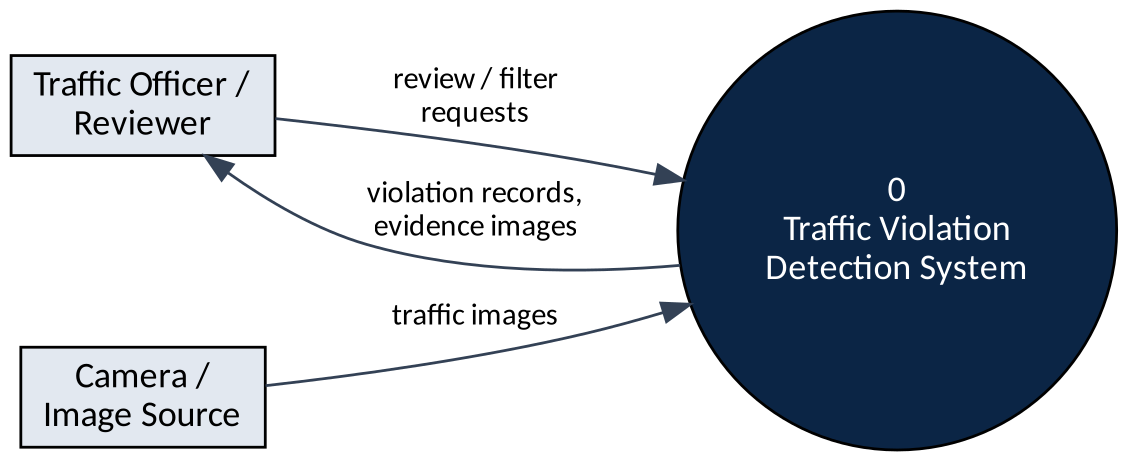 Traffic Officer /
Reviewer
review / filter
requests
violation records,
evidence images
traffic images
Camera /
Image Source
0
Traffic Violation
Detection System